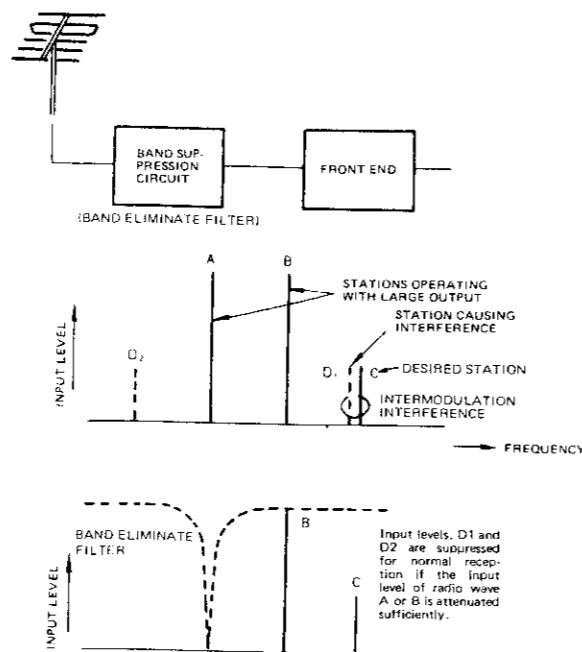 BAND SUP-
PRESSION
CIRCUIT
FRONT END
(BAND ELIMINATE FILTER)
A
B
STATIONS OPERATING
WITH LARGE OUTPUT
STATION CAUSING
INTERFERENCE
D2
D1
C
DESIRED STATION
INTERMODULATION
INTERFERENCE
INPUT LEVEL
FREQUENCY
BAND ELIMINATE
FILTER
B
C
INPUT LEVEL
Input levels, D1 and
D2 are suppressed
for normal recep-
tion if the input
level of radio wave
A or B is attenuated
sufficiently.